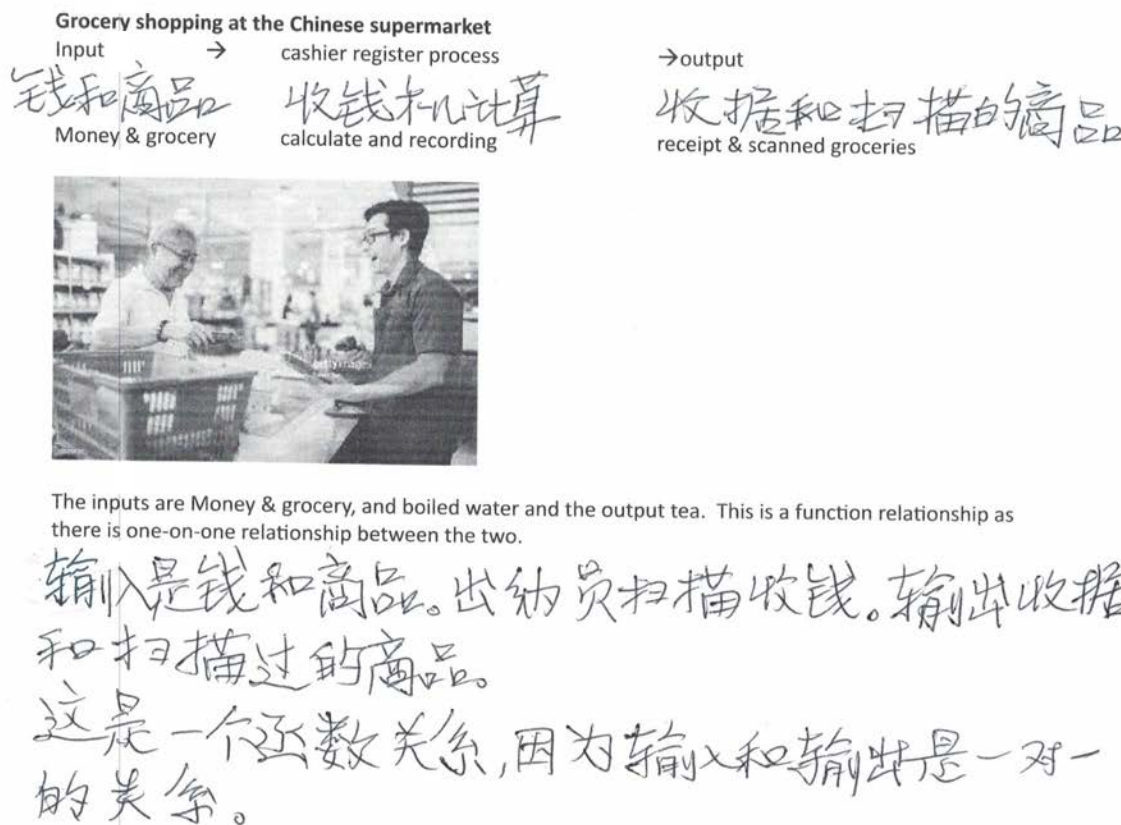 Grocery shopping at the Chinese supermarket
Input → cashier register process →output
钱和商品 收钱机计算 收据和扫描的商品
Money & grocery calculate and recording receipt & scanned groceries
gettyimages
The inputs are Money & grocery, and boiled water and the output tea. This is a function relationship as
there is one-on-one relationship between the two.
输入是钱和商品。出纳员扫描收钱。输出收据
和扫描过的商品。
这是一个函数关系,因为输入和输出是一对一
的关系。